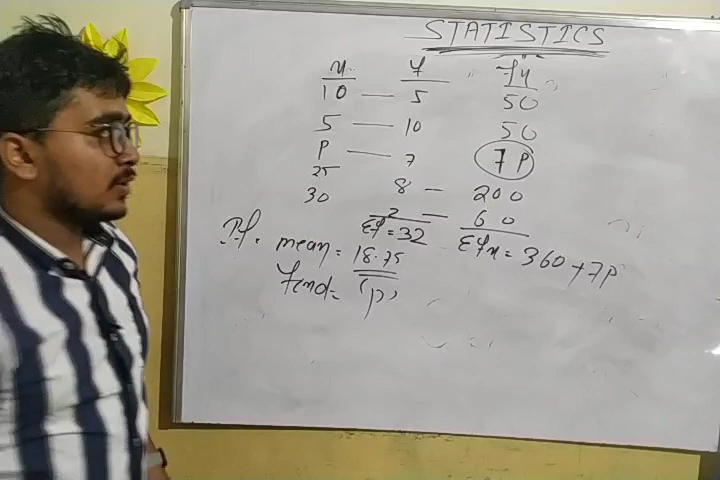 STATISTICS
x f fx
10 — 5 50
5 — 10 50
P — 7 7P
25 8 — 200
30 2 — 60
Σf = 32 Σfx = 360 + 7P
If. mean = 18.75
find = (p)